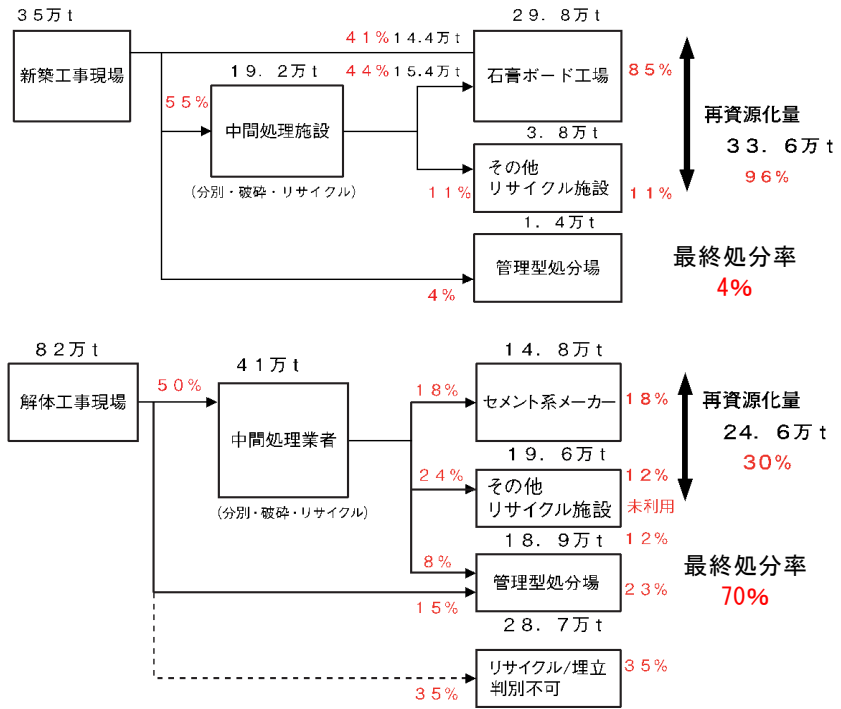 35万t
新築工事現場
55%
19．2万t
中間処理施設
(分別・破砕・リサイクル)
41% 14.4万t
44% 15.4万t
29．8万t
石膏ボード工場
85%
3．8万t
その他
リサイクル施設
11%
11%
1．4万t
管理型処分場
4%
再資源化量
33．6万t
96%
最終処分率
4%
82万t
解体工事現場
50%
41万t
中間処理業者
(分別・破砕・リサイクル)
14．8万t
18%
セメント系メーカー
18%
19．6万t
24%
その他
リサイクル施設
12%
未利用
12%
18．9万t
8%
管理型処分場
23%
15%
28．7万t
リサイクル/埋立
判別不可
35%
35%
再資源化量
24．6万t
30%
最終処分率
70%